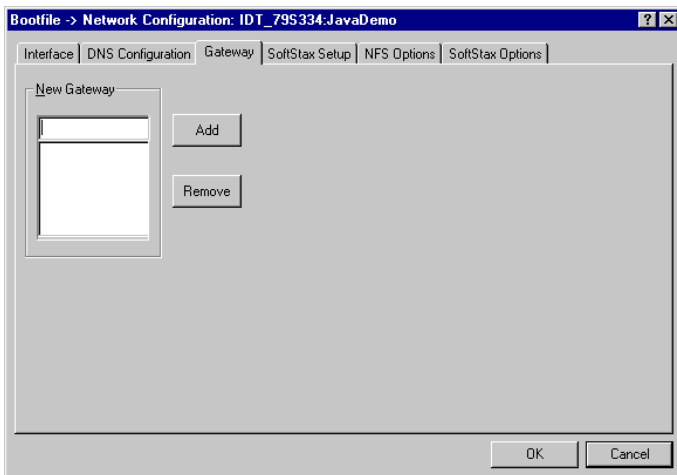 Bootfile -> Network Configuration: IDT_79S334:JavaDemo
Interface DNS Configuration Gateway SoftStax Setup NFS Options SoftStax Options
New Gateway
Add
Remove
OK Cancel